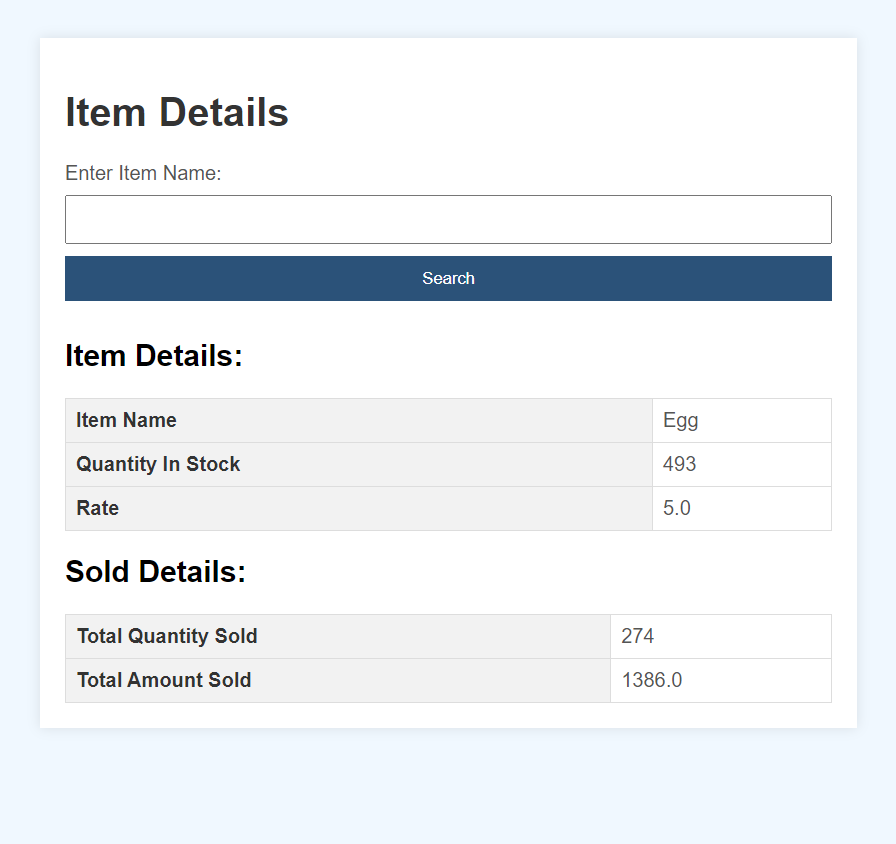 Item Details
Enter Item Name:
Search
Item Details:
Item Name Egg
Quantity In Stock 493
Rate 5.0
Sold Details:
Total Quantity Sold 274
Total Amount Sold 1386.0